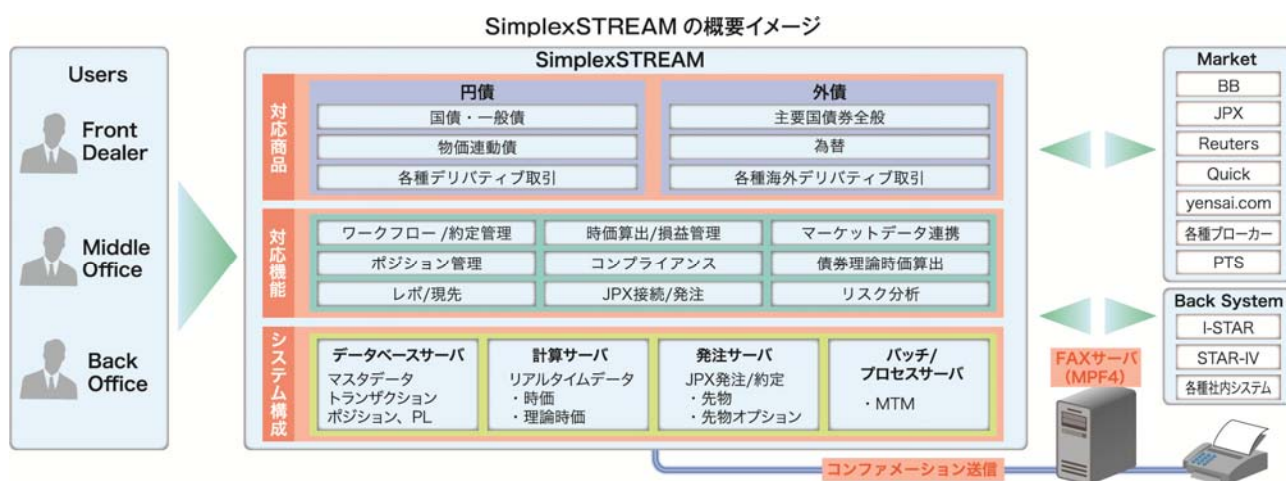 SimplexSTREAM の概要イメージ
Users
Front
Dealer
Middle
Office
Back
Office
SimplexSTREAM
対応商品
円債
国債・一般債
物価連動債
各種デリバティブ取引
外債
主要国債券全般
為替
各種海外デリバティブ取引
対応機能
ワークフロー/約定管理
時価算出/損益管理
マーケットデータ連携
ポジション管理
コンプライアンス
債券理論時価算出
レポ/現先
JPX接続/発注
リスク分析
システム構成
データベースサーバ
マスタデータ
トランザクション
ポジション、PL
計算サーバ
リアルタイムデータ
・時価
・理論時価
発注サーバ
JPX発注/約定
・先物
・先物オプション
バッチ/
プロセスサーバ
・MTM
Market
BB
JPX
Reuters
Quick
yensai.com
各種ブローカー
PTS
Back System
I-STAR
STAR-IV
各種社内システム
FAXサーバ
(MPF4)
コンファメーション送信